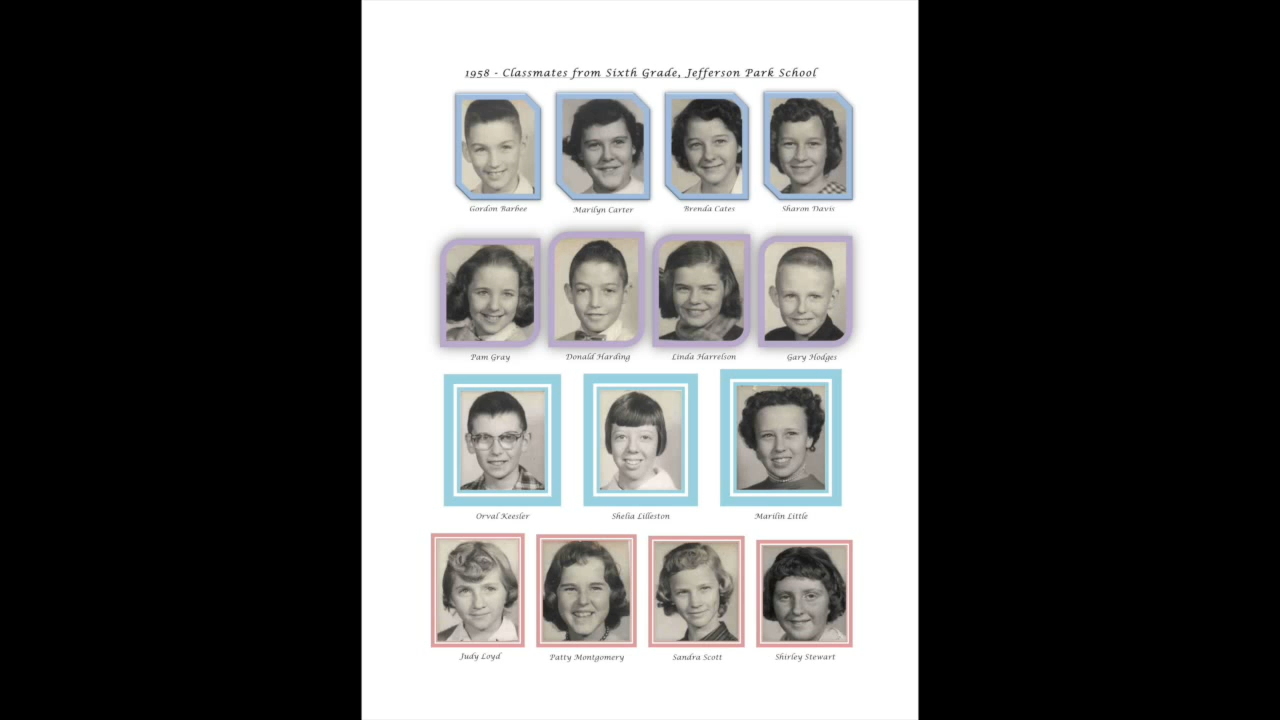 1958 - Classmates from Sixth Grade, Jefferson Park School
Gordon Barbee Marilyn Carter Brenda Cates Sharon Davis
Pam Gray Donald Harding Linda Harrelson Gary Hodges
Orval Keesler Shelia Lilleston Marilin Little
Judy Loyd Patty Montgomery Sandra Scott Shirley Stewart